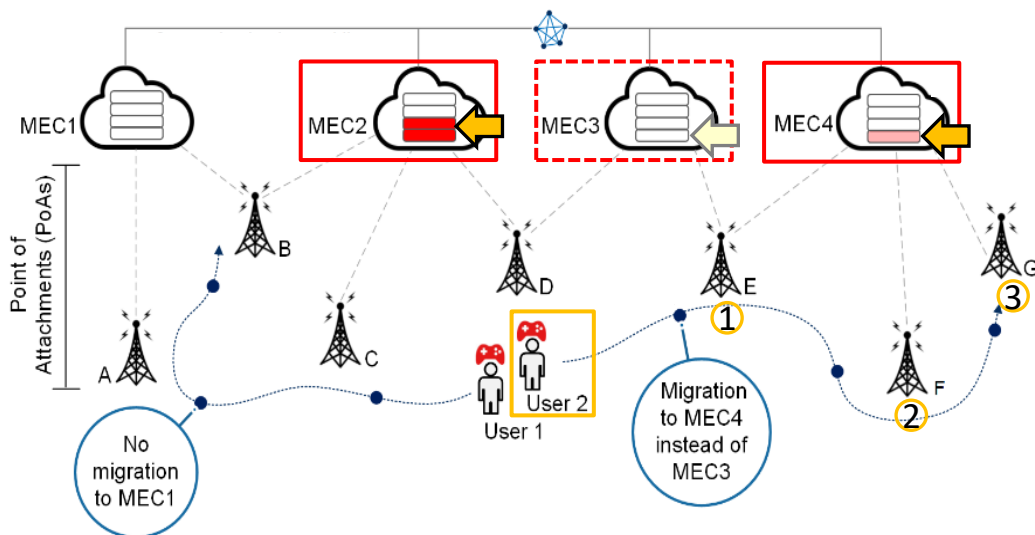 MEC1
MEC2
MEC3
MEC4
Point of
Attachments (PoAs)
A
B
C
D
E
F
G
1
2
3
User 1
User 2
No
migration
to MEC1
Migration
to MEC4
instead of
MEC3